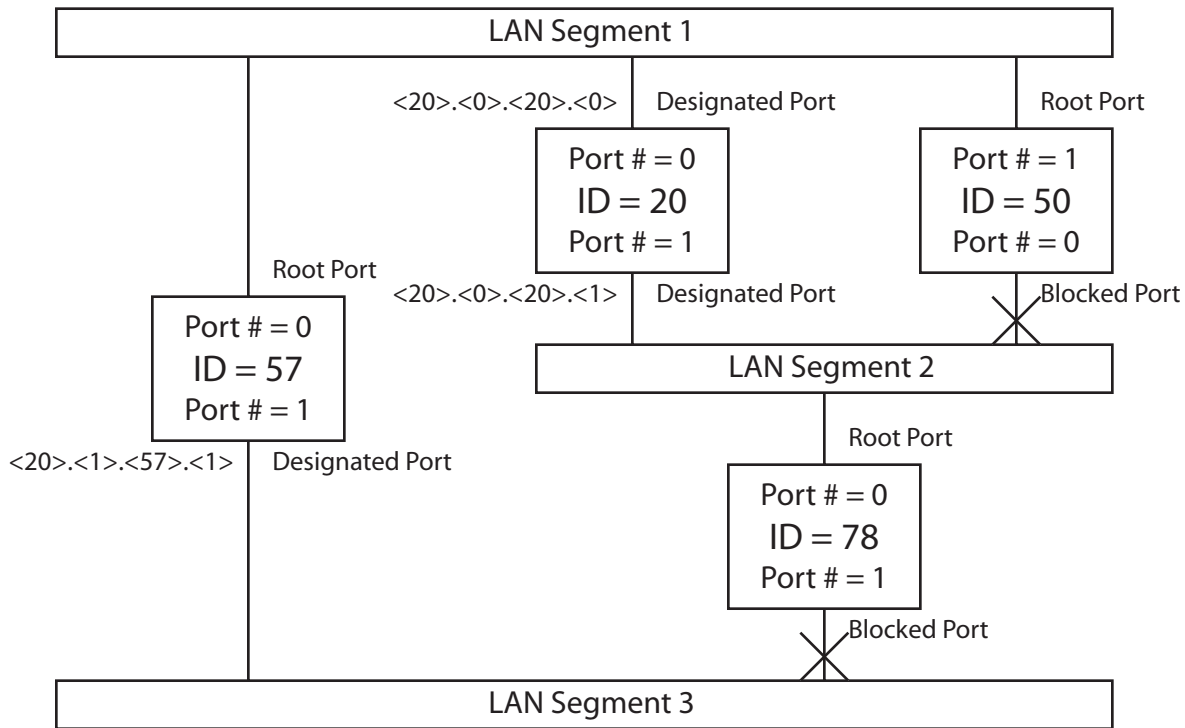 LAN Segment 1
<20>.<0>.<20>.<0>
Designated Port
Root Port
Port # = 0
ID = 20
Port # = 1
Port # = 1
ID = 50
Port # = 0
Root Port
<20>.<0>.<20>.<1>
Designated Port
Blocked Port
Port # = 0
ID = 57
Port # = 1
LAN Segment 2
<20>.<1>.<57>.<1>
Designated Port
Root Port
Port # = 0
ID = 78
Port # = 1
Blocked Port
LAN Segment 3